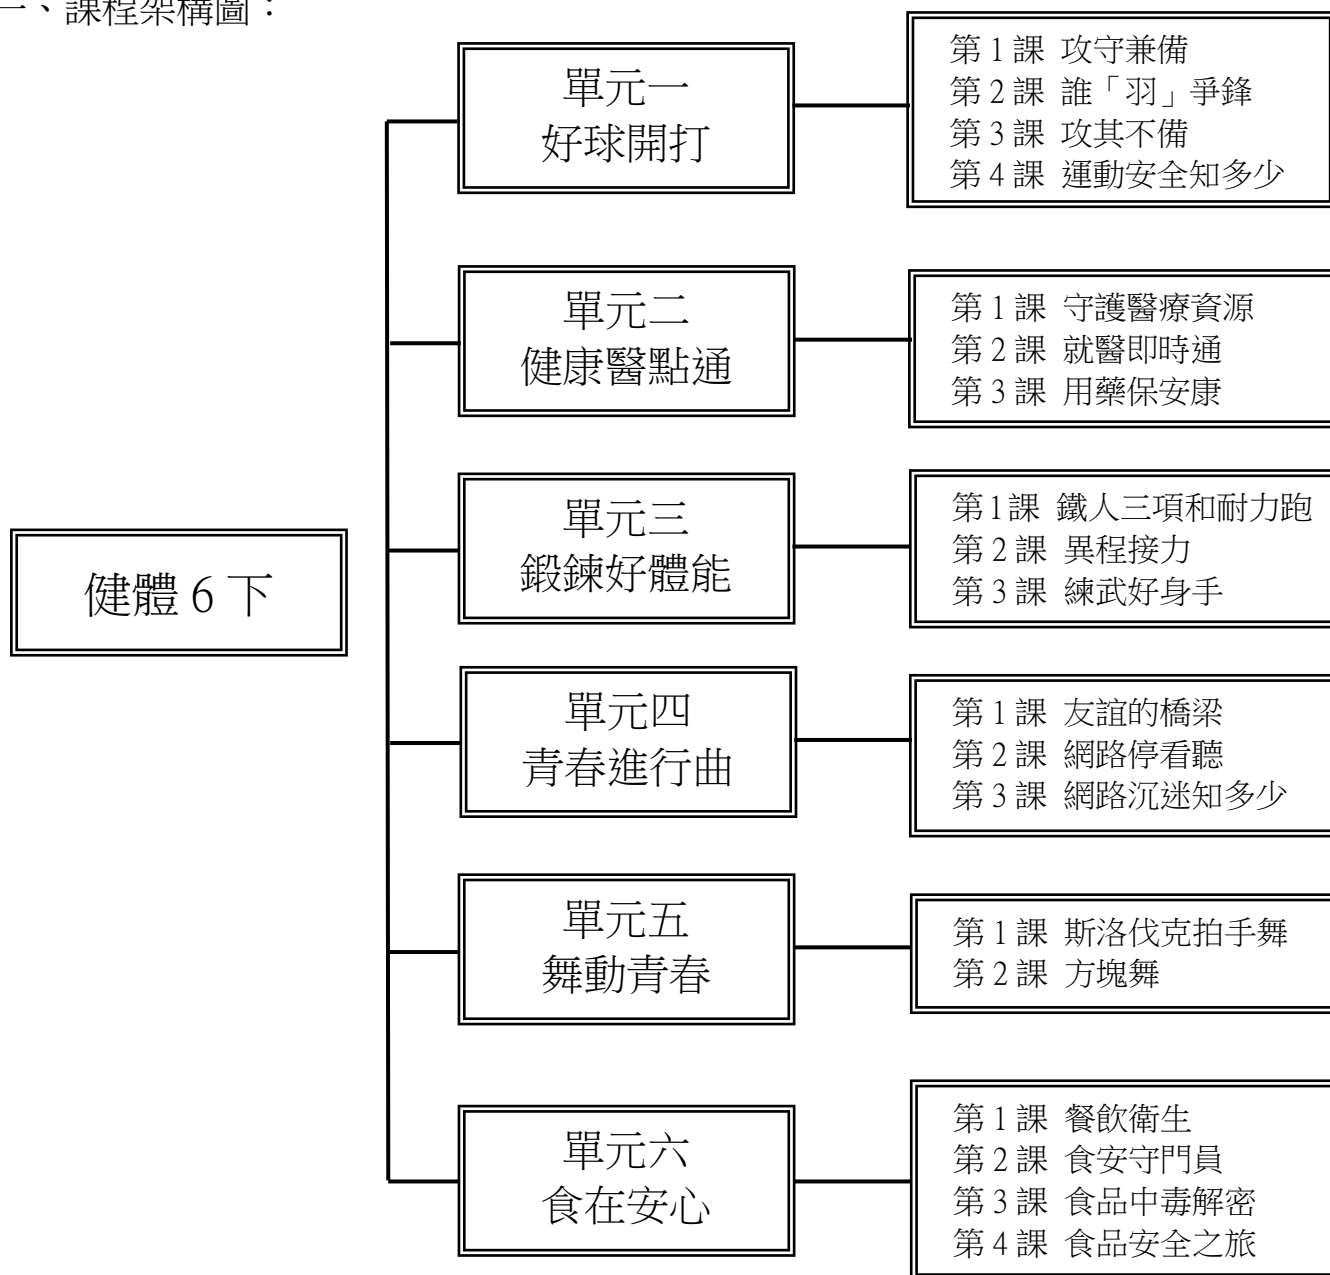 一、課程架構圖：
健體 6 下
單元一
好球開打
第 1 課 攻守兼備
第 2 課 誰「羽」爭鋒
第 3 課 攻其不備
第 4 課 運動安全知多少
單元二
健康醫點通
第 1 課 守護醫療資源
第 2 課 就醫即時通
第 3 課 用藥保安康
單元三
鍛鍊好體能
第 1 課 鐵人三項和耐力跑
第 2 課 異程接力
第 3 課 練武好身手
單元四
青春進行曲
第 1 課 友誼的橋梁
第 2 課 網路停看聽
第 3 課 網路沉迷知多少
單元五
舞動青春
第 1 課 斯洛伐克拍手舞
第 2 課 方塊舞
單元六
食在安心
第 1 課 餐飲衛生
第 2 課 食安守門員
第 3 課 食品中毒解密
第 4 課 食品安全之旅